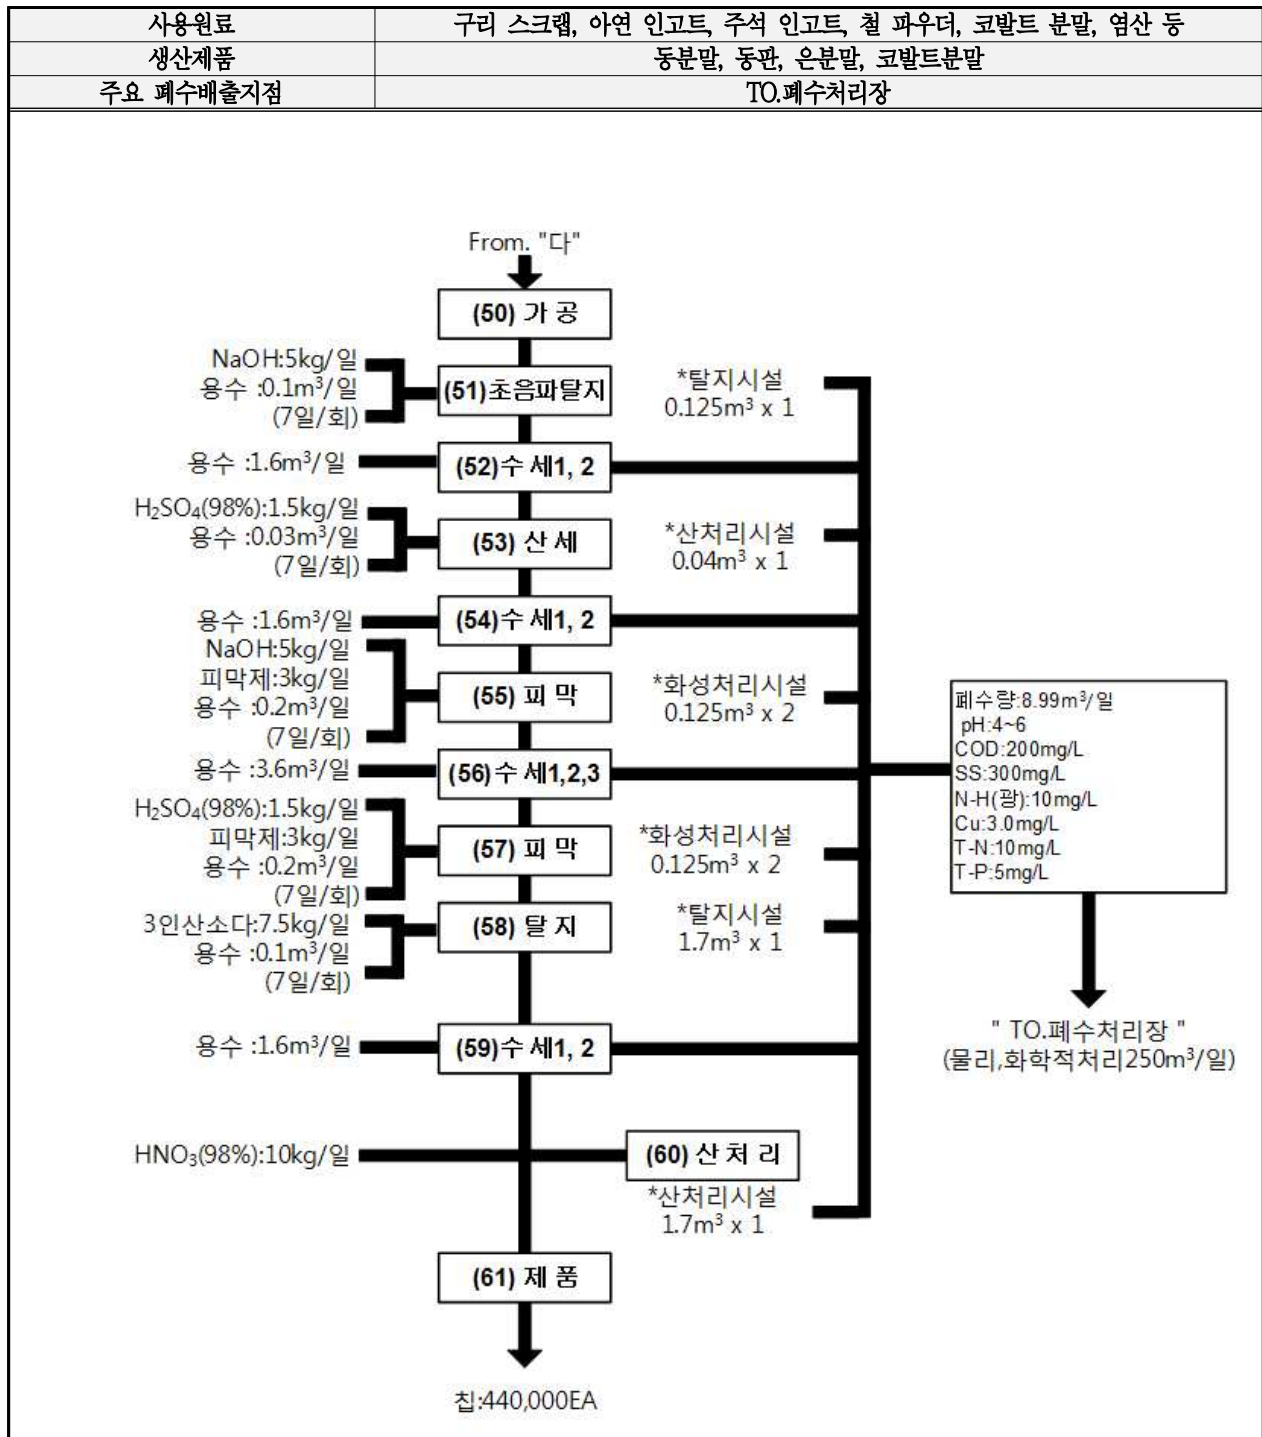 사용원료 구리 스크랩, 아연 인고트, 주석 인고트, 철 파우더, 코발트 분말, 염산 등
생산제품 동분말, 동판, 은분말, 코발트분말
주요 폐수배출지점 TO.폐수처리장
From. "다"
(50) 가 공
NaOH:5kg/일
용수 :0.1m³/일
(7일/회)
(51)초음파탈지
*탈지시설
0.125m³ x 1
용수 :1.6m³/일
(52)수 세1, 2
H₂SO₄(98%):1.5kg/일
용수 :0.03m³/일
(7일/회)
(53) 산 세
*산처리시설
0.04m³ x 1
용수 :1.6m³/일
(54)수 세1, 2
NaOH:5kg/일
피막제:3kg/일
용수 :0.2m³/일
(7일/회)
(55) 피 막
*화성처리시설
0.125m³ x 2
용수 :3.6m³/일
(56)수 세1,2,3
H₂SO₄(98%):1.5kg/일
피막제:3kg/일
용수 :0.2m³/일
(7일/회)
(57) 피 막
*화성처리시설
0.125m³ x 2
3인산소다:7.5kg/일
용수 :0.1m³/일
(7일/회)
(58) 탈 지
*탈지시설
1.7m³ x 1
용수 :1.6m³/일
(59)수 세1, 2
HNO₃(98%):10kg/일
(60) 산 처 리
*산처리시설
1.7m³ x 1
(61) 제 품
칩:440,000EA
폐수량:8.99m³/일
pH:4~6
COD:200mg/L
SS:300mg/L
N-H(광):10mg/L
Cu:3.0mg/L
T-N:10mg/L
T-P:5mg/L
" TO.폐수처리장 "
(물리,화학적처리250m³/일)